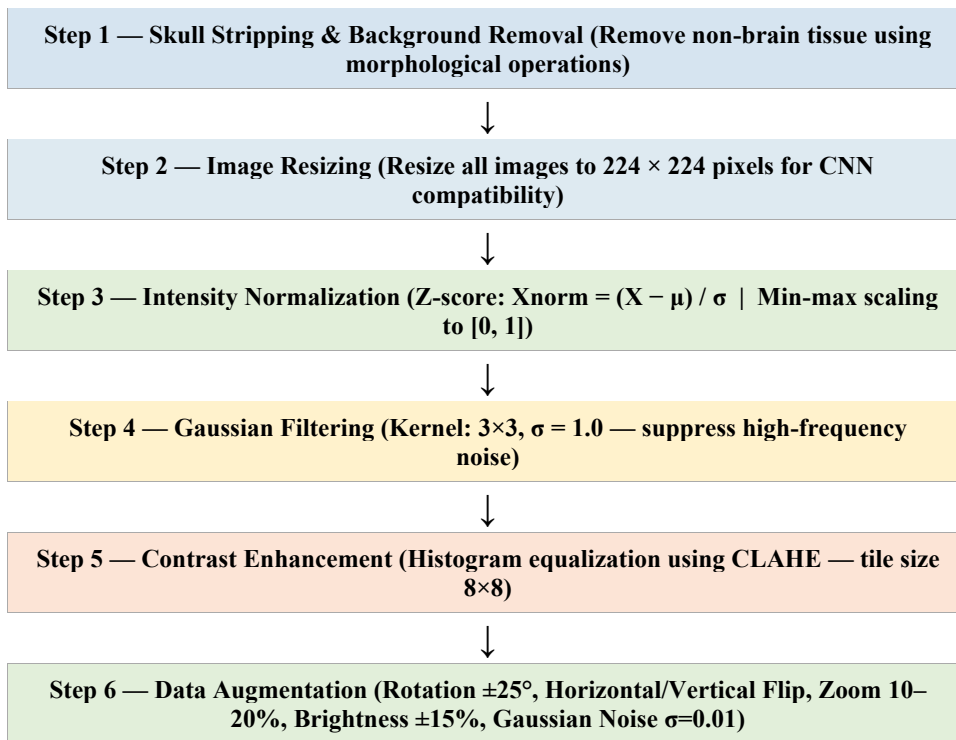 Step 1 — Skull Stripping & Background Removal (Remove non-brain tissue using
morphological operations)
↓
Step 2 — Image Resizing (Resize all images to 224 × 224 pixels for CNN
compatibility)
↓
Step 3 — Intensity Normalization (Z-score: Xnorm = (X − μ) / σ | Min-max scaling
to [0, 1])
↓
Step 4 — Gaussian Filtering (Kernel: 3×3, σ = 1.0 — suppress high-frequency
noise)
↓
Step 5 — Contrast Enhancement (Histogram equalization using CLAHE — tile size
8×8)
↓
Step 6 — Data Augmentation (Rotation ±25°, Horizontal/Vertical Flip, Zoom 10–
20%, Brightness ±15%, Gaussian Noise σ=0.01)